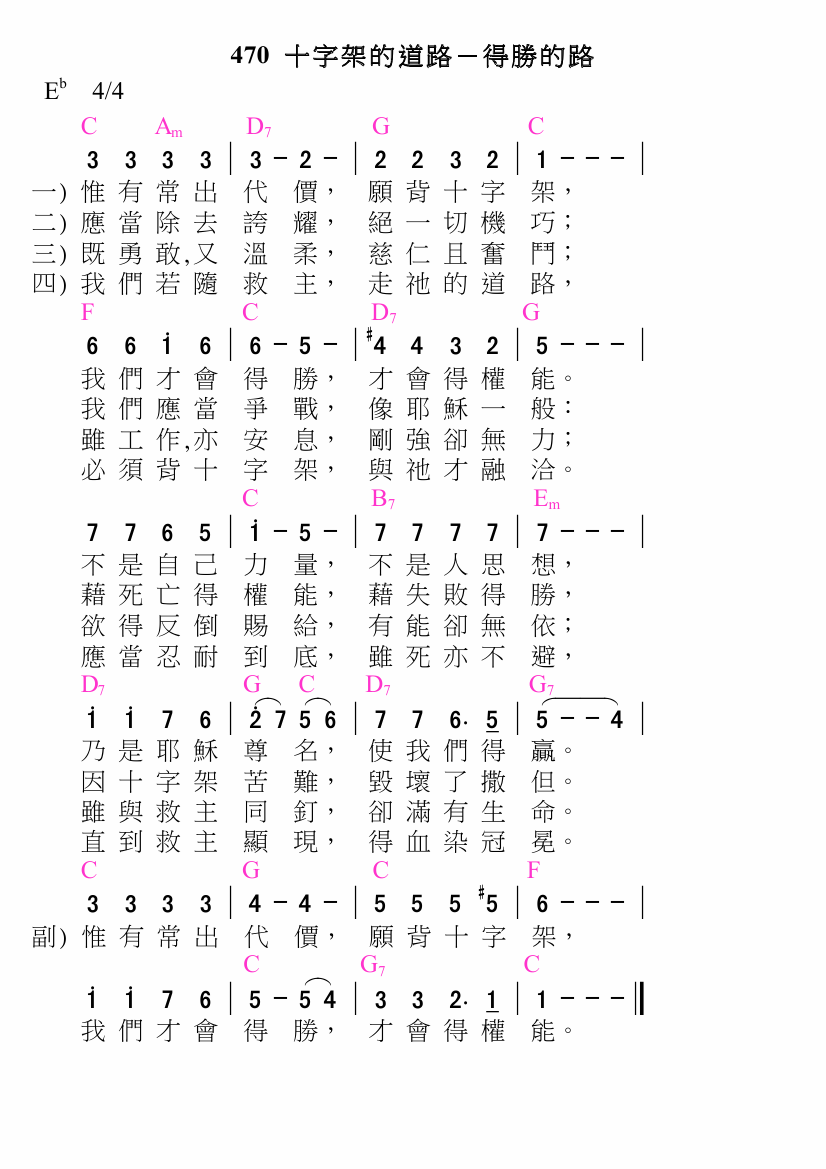 470 十字架的道路－得勝的路
E♭ 4/4
C Am D7 G C
3 3 3 3 | 3 － 2 － | 2 2 3 2 | 1 － － － |
一) 惟有常出 代 價， 願背十字 架，
二) 應當除去 誇 耀， 絕一切機 巧；
三) 既勇敢,又 溫 柔， 慈仁且奮 鬥；
四) 我們若隨 救 主， 走祂的道 路，
F C D7 G
6 6 i 6 | 6 － 5 － | #4 4 3 2 | 5 － － － |
我們才會 得 勝， 才會得權 能。
我們應當 爭 戰， 像耶穌一 般：
雖工作,亦 安 息， 剛強卻無 力；
必須背十 字 架， 與祂才融 洽。
C B7 Em
7 7 6 5 | i － 5 － | 7 7 7 7 | 7 － － － |
不是自己 力 量， 不是人思 想，
藉死亡得 權 能， 藉失敗得 勝，
欲得反倒 賜 給， 有能卻無 依；
應當忍耐 到 底， 雖死亦不 避，
D7 G C D7 G7
i i 7 6 | 2̇ 7 5 6 | 7 7 6. 5 | 5 － － 4 |
乃是耶穌 尊 名， 使我們得 贏。
因十字架 苦 難， 毀壞了撒 但。
雖與救主 同 釘， 卻滿有生 命。
直到救主 顯 現， 得血染冠 冕。
C G C F
3 3 3 3 | 4 － 4 － | 5 5 5 #5 | 6 － － － |
副) 惟有常出 代 價， 願背十字 架，
C G7 C
i i 7 6 | 5 － 5 4 | 3 3 2. 1 | 1 － － － ‖
我們才會 得 勝， 才會得權 能。